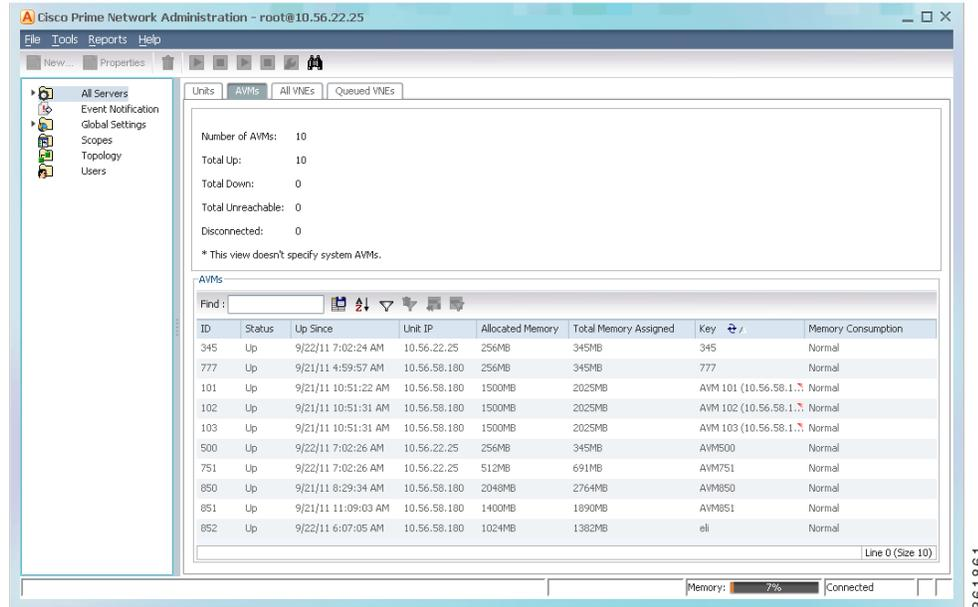 Cisco Prime Network Administration - root@10.56.22.25
File Tools Reports Help
New... Properties
All Servers
Event Notification
Global Settings
Scopes
Topology
Users
Units AVMs All VNEs Queued VNEs
Number of AVMs: 10
Total Up: 10
Total Down: 0
Total Unreachable: 0
Disconnected: 0
* This view doesn't specify system AVMs.
AVMs
Find :
ID Status Up Since Unit IP Allocated Memory Total Memory Assigned Key Memory Consumption
345 Up 9/22/11 7:02:24 AM 10.56.22.25 256MB 345MB 345 Normal
777 Up 9/21/11 4:59:57 AM 10.56.58.180 256MB 345MB 777 Normal
101 Up 9/21/11 10:51:22 AM 10.56.58.180 1500MB 2025MB AVM 101 (10.56.58.1... Normal
102 Up 9/21/11 10:51:31 AM 10.56.58.180 1500MB 2025MB AVM 102 (10.56.58.1... Normal
103 Up 9/21/11 10:51:31 AM 10.56.58.180 1500MB 2025MB AVM 103 (10.56.58.1... Normal
500 Up 9/22/11 7:02:26 AM 10.56.22.25 256MB 345MB AVM500 Normal
751 Up 9/22/11 7:02:26 AM 10.56.22.25 512MB 691MB AVM751 Normal
850 Up 9/21/11 8:29:34 AM 10.56.58.180 2048MB 2764MB AVM850 Normal
851 Up 9/21/11 11:09:03 AM 10.56.58.180 1400MB 1890MB AVM851 Normal
852 Up 9/22/11 6:07:05 AM 10.56.58.180 1024MB 1382MB eli Normal
Line 0 (Size 10)
Memory: 7% Connected